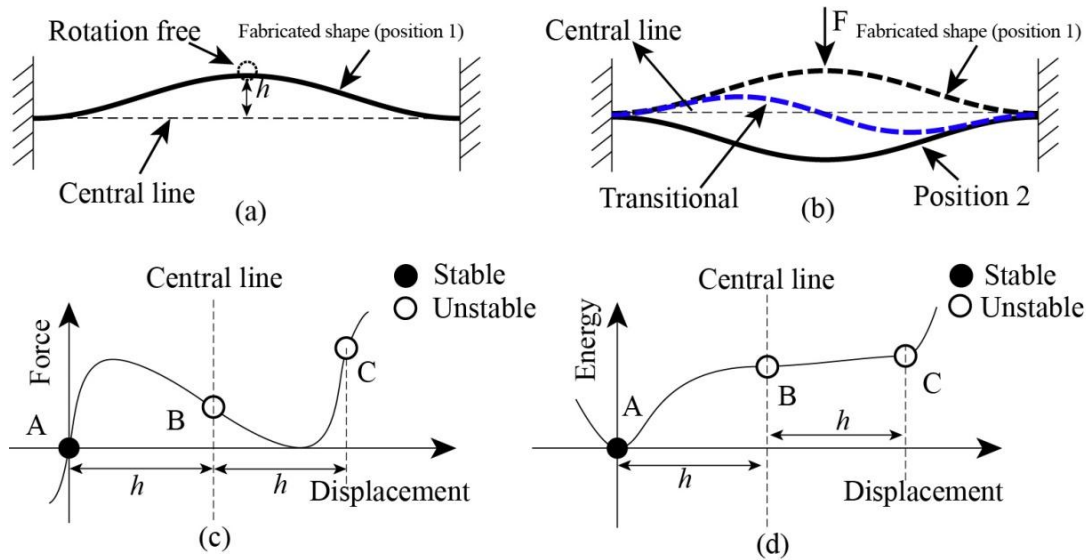 Rotation free
Fabricated shape (position 1)
h
Central line
(a)
F
Central line
Fabricated shape (position 1)
Transitional
Position 2
(b)
Central line
Stable
Unstable
Force
A
B
C
h
h
Displacement
(c)
Central line
Stable
Unstable
Energy
A
B
C
h
h
Displacement
(d)